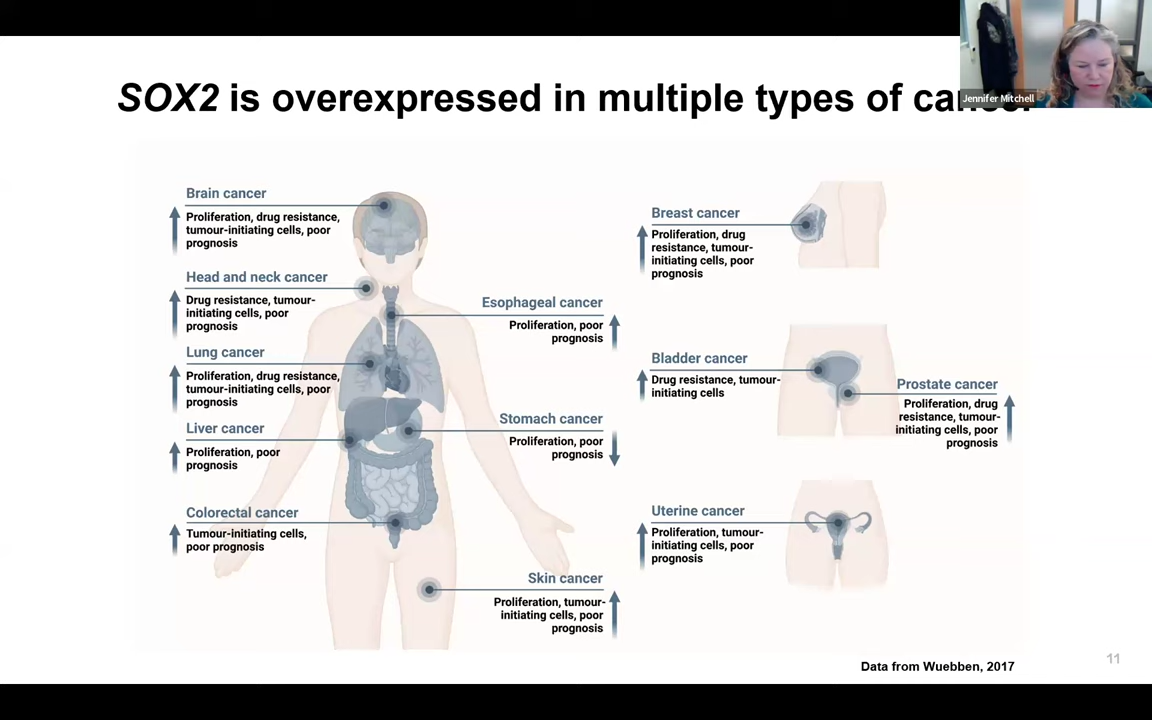 SOX2 is overexpressed in multiple types of
Jennifer Mitchell
Brain cancer
Proliferation, drug resistance,
tumour-initiating cells, poor
prognosis
Head and neck cancer
Drug resistance, tumour-
initiating cells, poor
prognosis
Lung cancer
Proliferation, drug resistance,
tumour-initiating cells, poor
prognosis
Liver cancer
Proliferation, poor
prognosis
Colorectal cancer
Tumour-initiating cells,
poor prognosis
Esophageal cancer
Proliferation, poor
prognosis
Stomach cancer
Proliferation, poor
prognosis
Skin cancer
Proliferation, tumour-
initiating cells, poor
prognosis
Breast cancer
Proliferation, drug
resistance, tumour-
initiating cells, poor
prognosis
Bladder cancer
Drug resistance, tumour-
initiating cells
Prostate cancer
Proliferation, drug
resistance, tumour-
initiating cells, poor
prognosis
Uterine cancer
Proliferation, tumour-
initiating cells, poor
prognosis
Data from Wuebben, 2017
11